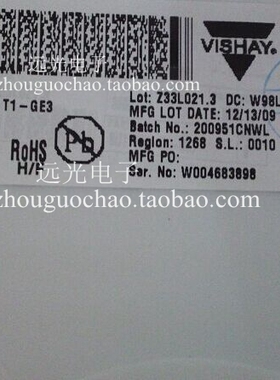 VISHAY
远光电子
zhouguochao.taobao.com
T1-GE3
Lot: Z33L021.3 DC: W98L
MFG LOT DATE: 12/13/09
Batch No.: 200951CNWL
Region: 1268 S.L.: 0010
MFG PO:
Ser. No: W004683898
Pb
RoHS
远光电子
zhouguochao.taobao.com